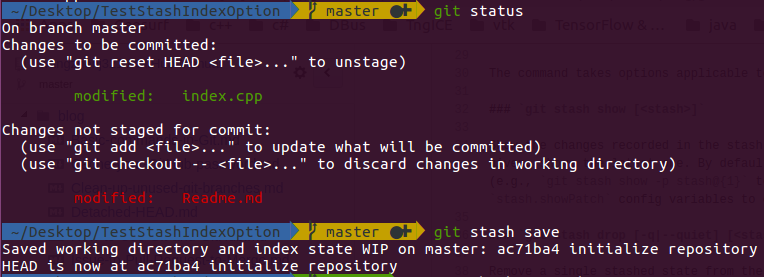 ~/Desktop/TestStashIndexOption master git status
On branch master
Changes to be committed:
(use "git reset HEAD <file>..." to unstage)
modified: index.cpp
Changes not staged for commit:
(use "git add <file>..." to update what will be committed)
(use "git checkout -- <file>..." to discard changes in working directory)
modified: Readme.md
~/Desktop/TestStashIndexOption master git stash save
Saved working directory and index state WIP on master: ac71ba4 initialize repository
HEAD is now at ac71ba4 initialize repository